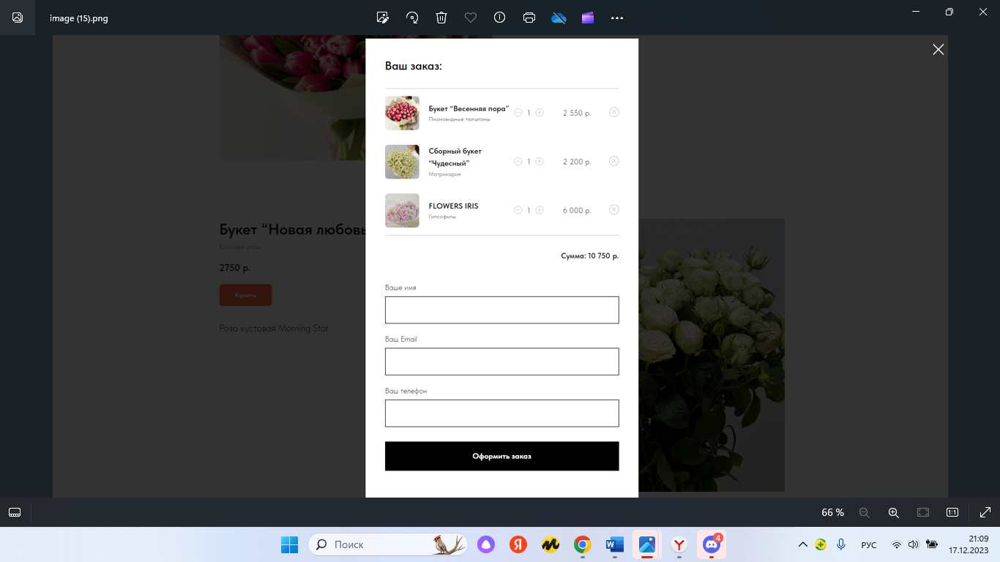 image (15).png
Ваш заказ:
Букет “Весенняя пора”
Пионовидные тюльпаны
1
2 550 р.
Сборный букет
“Чудесный”
Матрикария
1
2 200 р.
FLOWERS IRIS
Гипсофилы
1
6 000 р.
Сумма: 10 750 р.
Букет “Новая любовь
Кустовые розы
2750 р.
Купить
Роза кустовая Morning Star
Ваше имя
Ваш Email
Ваш телефон
Оформить заказ
66 %
1:1
Поиск
4
РУС
21:09
17.12.2023